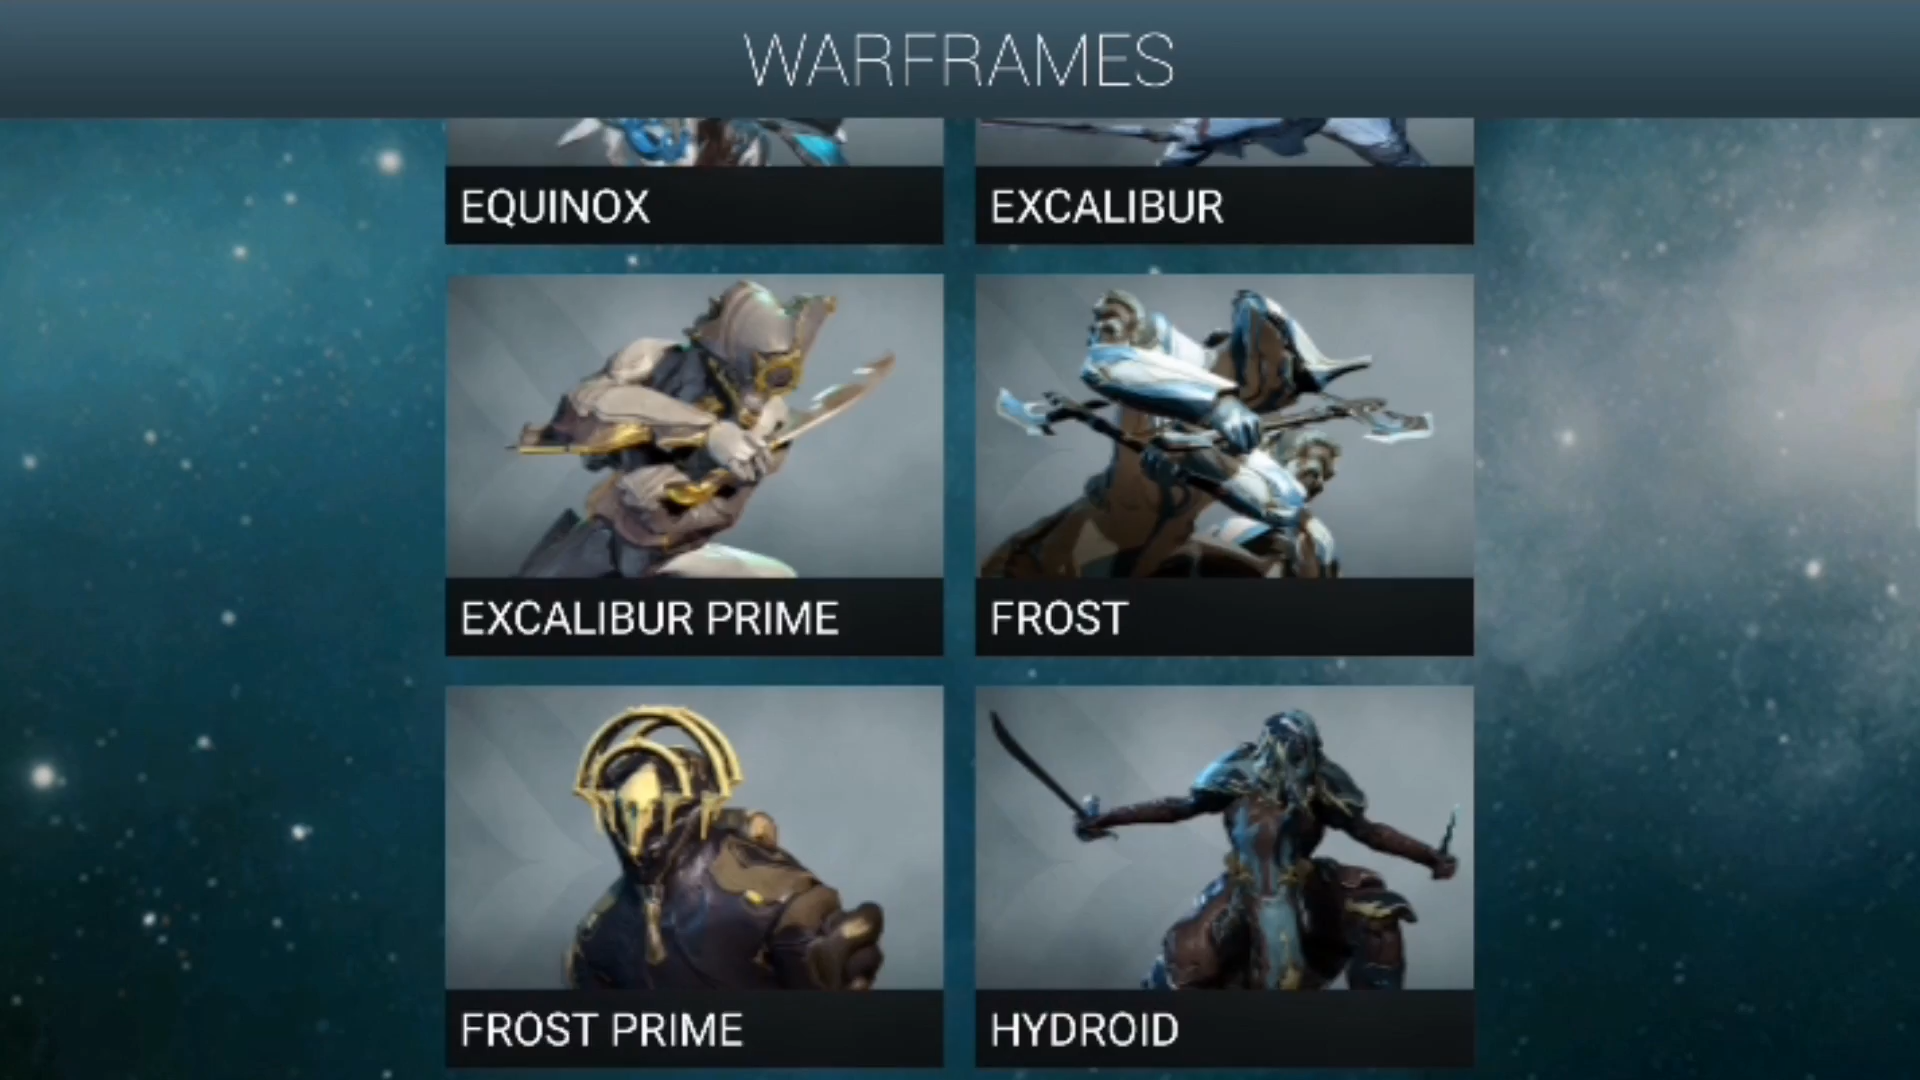 WARFRAMES
EQUINOX
EXCALIBUR
EXCALIBUR PRIME
FROST
FROST PRIME
HYDROID